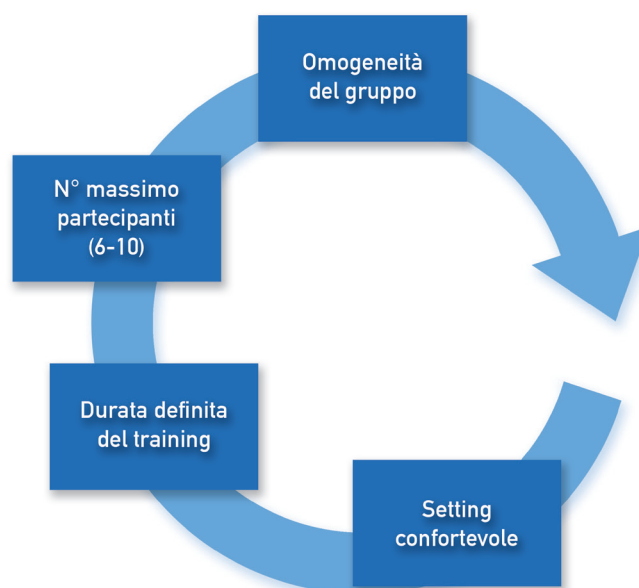 Omogeneità
del gruppo
N° massimo
partecipanti
(6-10)
Durata definita
del training
Setting
confortevole